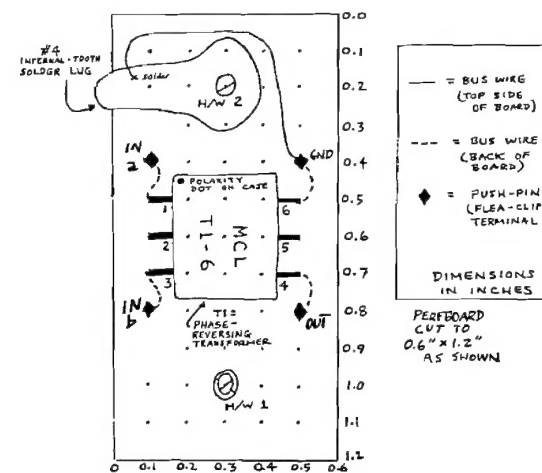 #4
INTERNAL-TOOTH
SOLDER LUG
solder
H/W 2
IN
a
GND
POLARITY
DOT ON CASE
1
2
3
6
5
4
MCL
T1-6
IN
b
OUT
T1 =
PHASE-
REVERSING
TRANSFORMER
H/W 1
0.0
0.1
0.2
0.3
0.4
0.5
0.6
0.7
0.8
0.9
1.0
1.1
1.2
0
0.1
0.2
0.3
0.4
0.5
0.6
= BUS WIRE
(TOP SIDE
OF BOARD)
= BUS WIRE
(BACK OF
BOARD)
= PUSH-PIN
(FLEA-CLIP
TERMINAL
DIMENSIONS
IN INCHES
PERFBOARD
CUT TO
0.6" x 1.2"
AS SHOWN